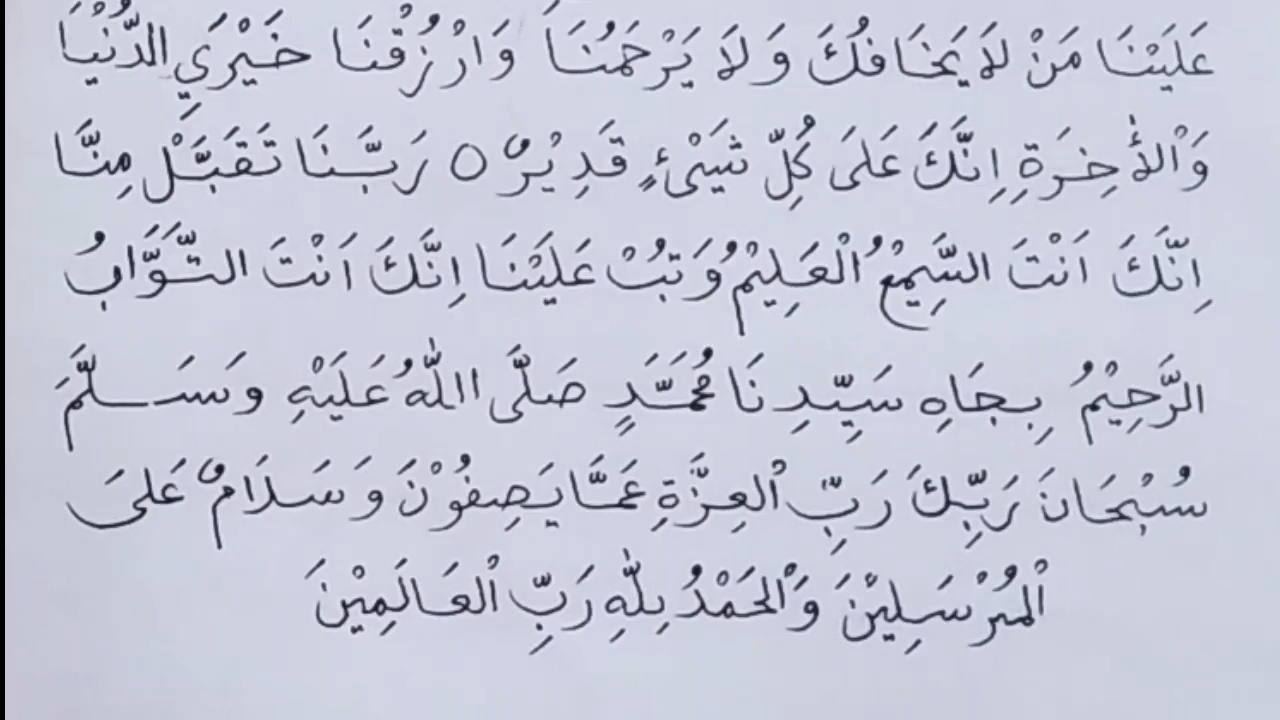 عَلَيْنَا مَنْ لَا يَخَافُكَ وَلَا يَرْحَمُنَا وَارْزُقْنَا خَيْرَيِ الدُّنْيَا
وَالْأٰخِرَةِ إِنَّكَ عَلَى كُلِّ شَيْئٍ قَدِيْرٌ ○ رَبَّنَا تَقَبَّلْ مِنَّا
اِنَّكَ اَنْتَ السَّمِيْعُ الْعَلِيْمُ وَتُبْ عَلَيْنَا اِنَّكَ اَنْتَ التَّوَّابُ
الرَّحِيْمُ بِجَاهِ سَيِّدِنَا مُحَمَّدٍ صَلَّى اللّٰهُ عَلَيْهِ وَسَلَّمَ
سُبْحَانَ رَبِّكَ رَبِّ الْعِزَّةِ عَمَّا يَصِفُوْنَ وَسَلَامٌ عَلَى
الْمُرْسَلِيْنَ وَالْحَمْدُ لِلّٰهِ رَبِّ الْعَالَمِيْنَ